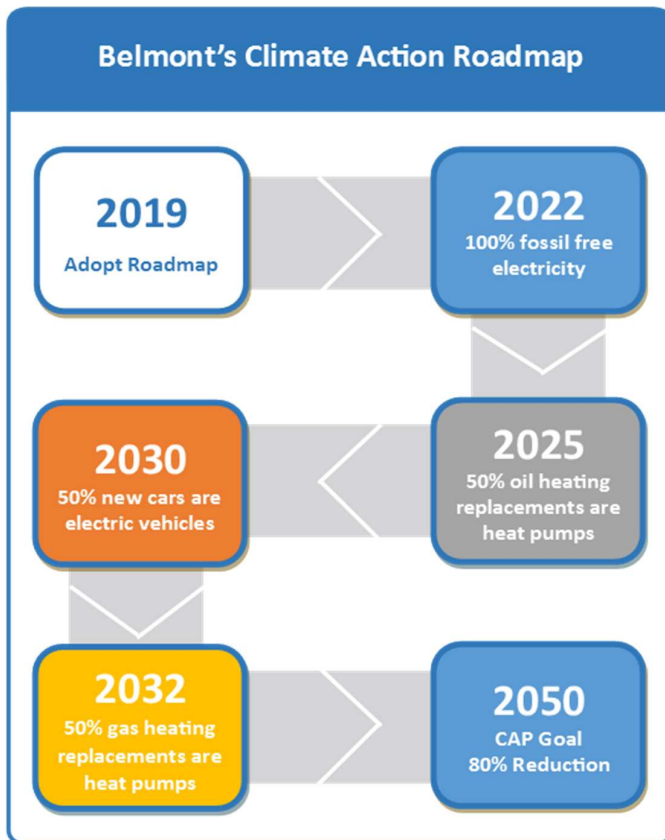 Belmont's Climate Action Roadmap
2019
Adopt Roadmap
2022
100% fossil free
electricity
2025
50% oil heating
replacements are
heat pumps
2030
50% new cars are
electric vehicles
2032
50% gas heating
replacements are
heat pumps
2050
CAP Goal
80% Reduction